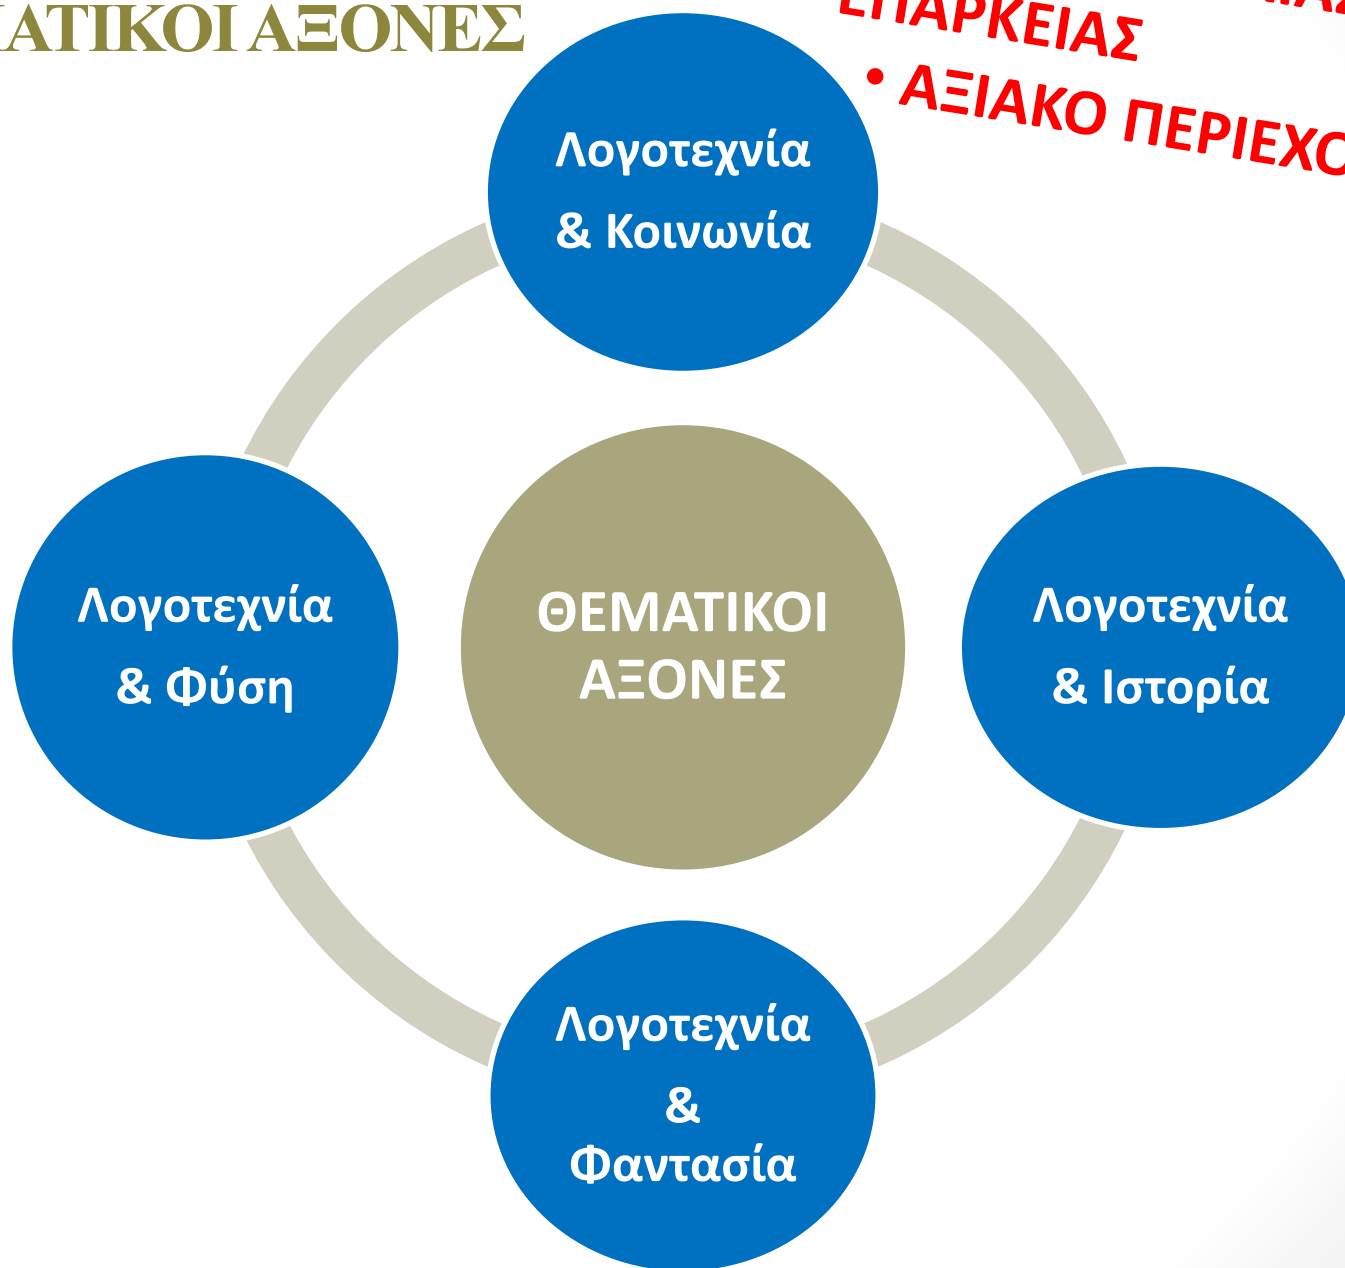 ΑΤΙΚΟΙ ΑΞΟΝΕΣ
ΕΠΑΡΚΕΙΑΣ
• ΑΞΙΑΚΟ ΠΕΡΙΕΧΟ
Λογοτεχνία
& Κοινωνία
Λογοτεχνία
& Φύση
ΘΕΜΑΤΙΚΟΙ
ΑΞΟΝΕΣ
Λογοτεχνία
& Ιστορία
Λογοτεχνία
&
Φαντασία